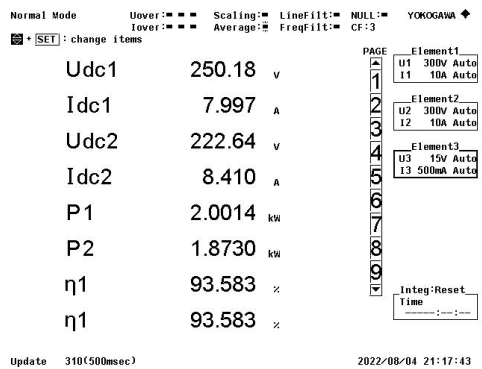 Normal Mode Uover: Scaling: LineFilt: NULL: YOKOGAWA
Iover: Average: FreqFilt: CF:3
+ SET : change items
PAGE
Udc1 250.18 V
Idc1 7.997 A
Udc2 222.64 V
Idc2 8.410 A
P1 2.0014 kW
P2 1.8730 kW
η1 93.583 %
η1 93.583 %
1
2
3
4
5
6
7
8
9
Element1
U1 300V Auto
I1 10A Auto
Element2
U2 300V Auto
I2 10A Auto
Element3
U3 15V Auto
I3 500mA Auto
Integ:Reset
Time
-----:--:--
Update 310(500msec) 2022/08/04 21:17:43